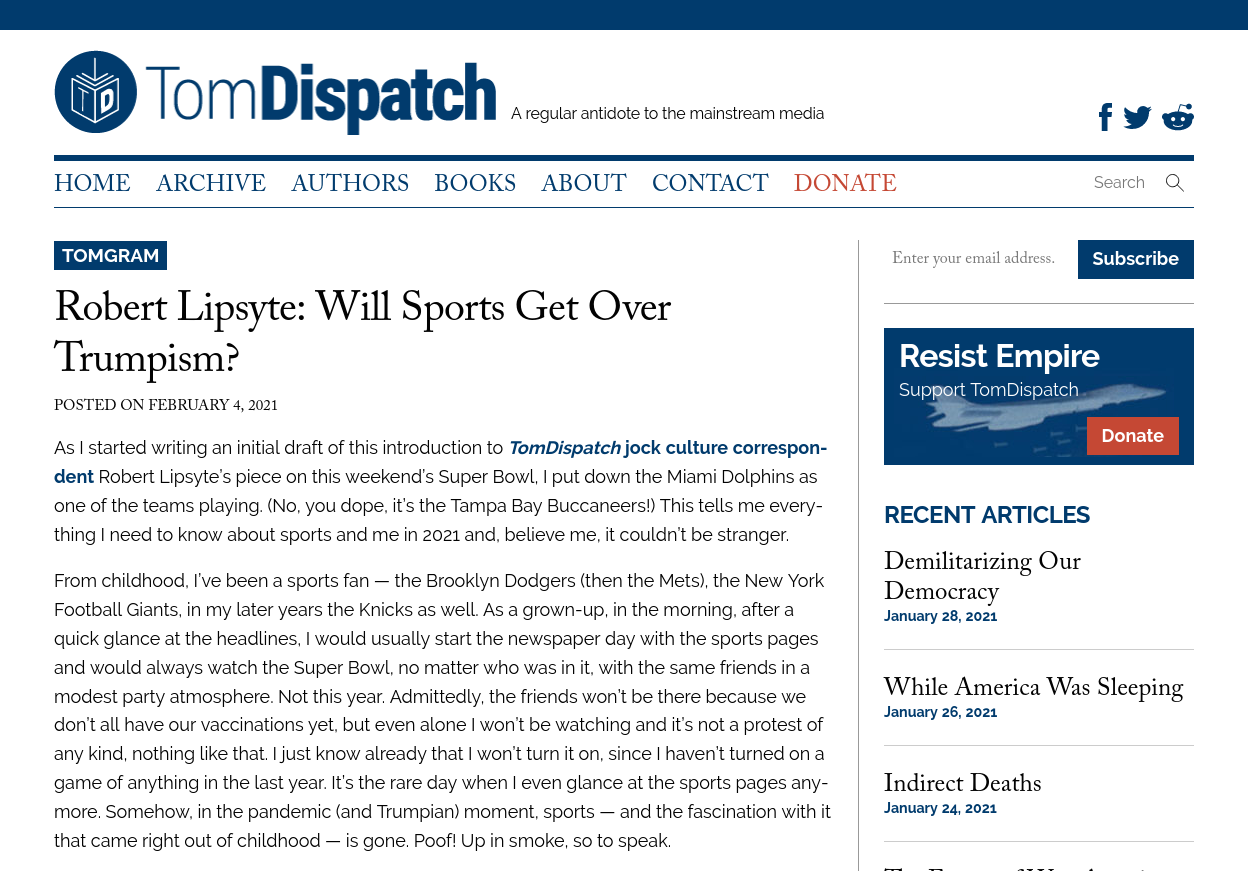 TD
TomDispatch
A regular antidote to the mainstream media
HOME ARCHIVE AUTHORS BOOKS ABOUT CONTACT DONATE
Search
TOMGRAM
Robert Lipsyte: Will Sports Get Over
Trumpism?
POSTED ON FEBRUARY 4, 2021
As I started writing an initial draft of this introduction to TomDispatch jock culture correspon-
dent Robert Lipsyte’s piece on this weekend’s Super Bowl, I put down the Miami Dolphins as
one of the teams playing. (No, you dope, it’s the Tampa Bay Buccaneers!) This tells me every-
thing I need to know about sports and me in 2021 and, believe me, it couldn’t be stranger.
From childhood, I’ve been a sports fan — the Brooklyn Dodgers (then the Mets), the New York
Football Giants, in my later years the Knicks as well. As a grown-up, in the morning, after a
quick glance at the headlines, I would usually start the newspaper day with the sports pages
and would always watch the Super Bowl, no matter who was in it, with the same friends in a
modest party atmosphere. Not this year. Admittedly, the friends won’t be there because we
don’t all have our vaccinations yet, but even alone I won’t be watching and it’s not a protest of
any kind, nothing like that. I just know already that I won’t turn it on, since I haven’t turned on a
game of anything in the last year. It’s the rare day when I even glance at the sports pages any-
more. Somehow, in the pandemic (and Trumpian) moment, sports — and the fascination with it
that came right out of childhood — is gone. Poof! Up in smoke, so to speak.
Enter your email address.
Subscribe
Resist Empire
Support TomDispatch
Donate
RECENT ARTICLES
Demilitarizing Our
Democracy
January 28, 2021
While America Was Sleeping
January 26, 2021
Indirect Deaths
January 24, 2021